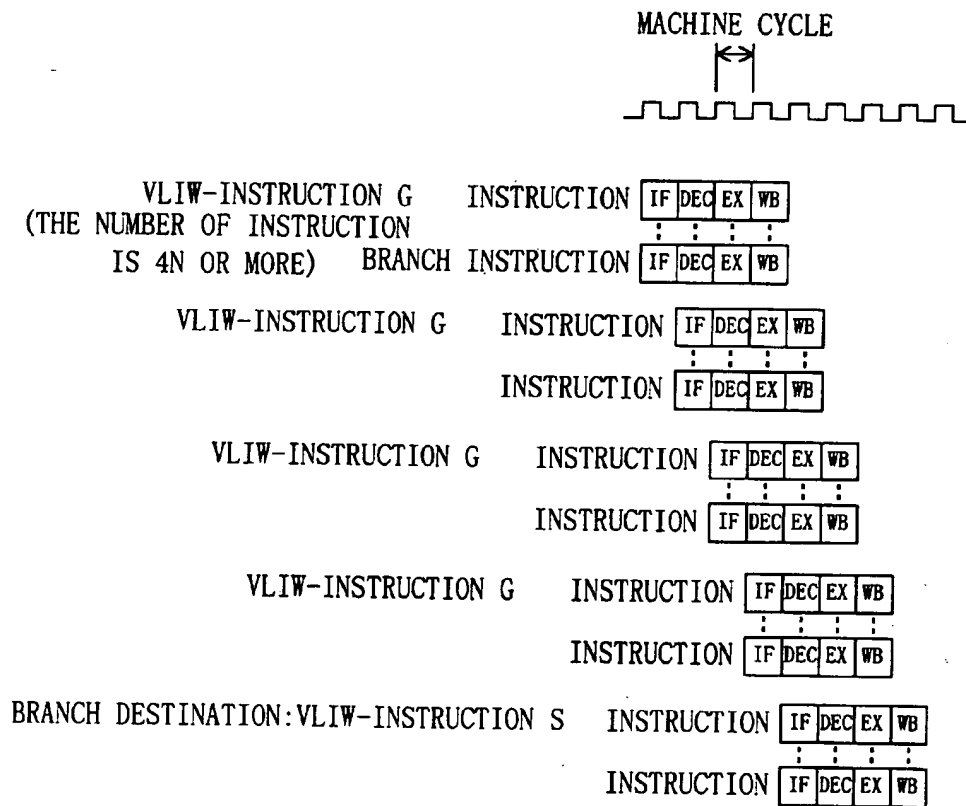 MACHINE CYCLE
VLIW-INSTRUCTION G INSTRUCTION IF DEC EX WB
(THE NUMBER OF INSTRUCTION
IS 4N OR MORE) BRANCH INSTRUCTION IF DEC EX WB
VLIW-INSTRUCTION G INSTRUCTION IF DEC EX WB
INSTRUCTION IF DEC EX WB
VLIW-INSTRUCTION G INSTRUCTION IF DEC EX WB
INSTRUCTION IF DEC EX WB
VLIW-INSTRUCTION G INSTRUCTION IF DEC EX WB
INSTRUCTION IF DEC EX WB
BRANCH DESTINATION:VLIW-INSTRUCTION S INSTRUCTION IF DEC EX WB
INSTRUCTION IF DEC EX WB